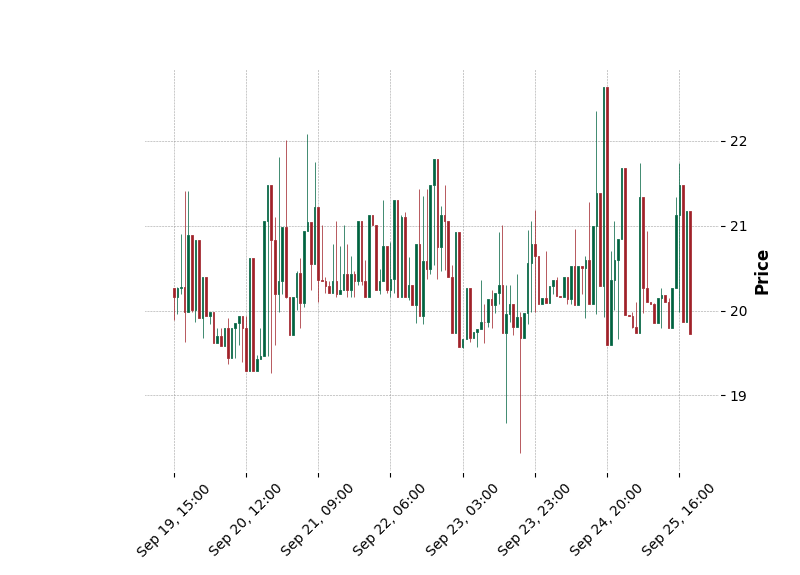 22
21
20
19
Price
Sep 19, 15:00
Sep 20, 12:00
Sep 21, 09:00
Sep 22, 06:00
Sep 23, 03:00
Sep 23, 23:00
Sep 24, 20:00
Sep 25, 16:00